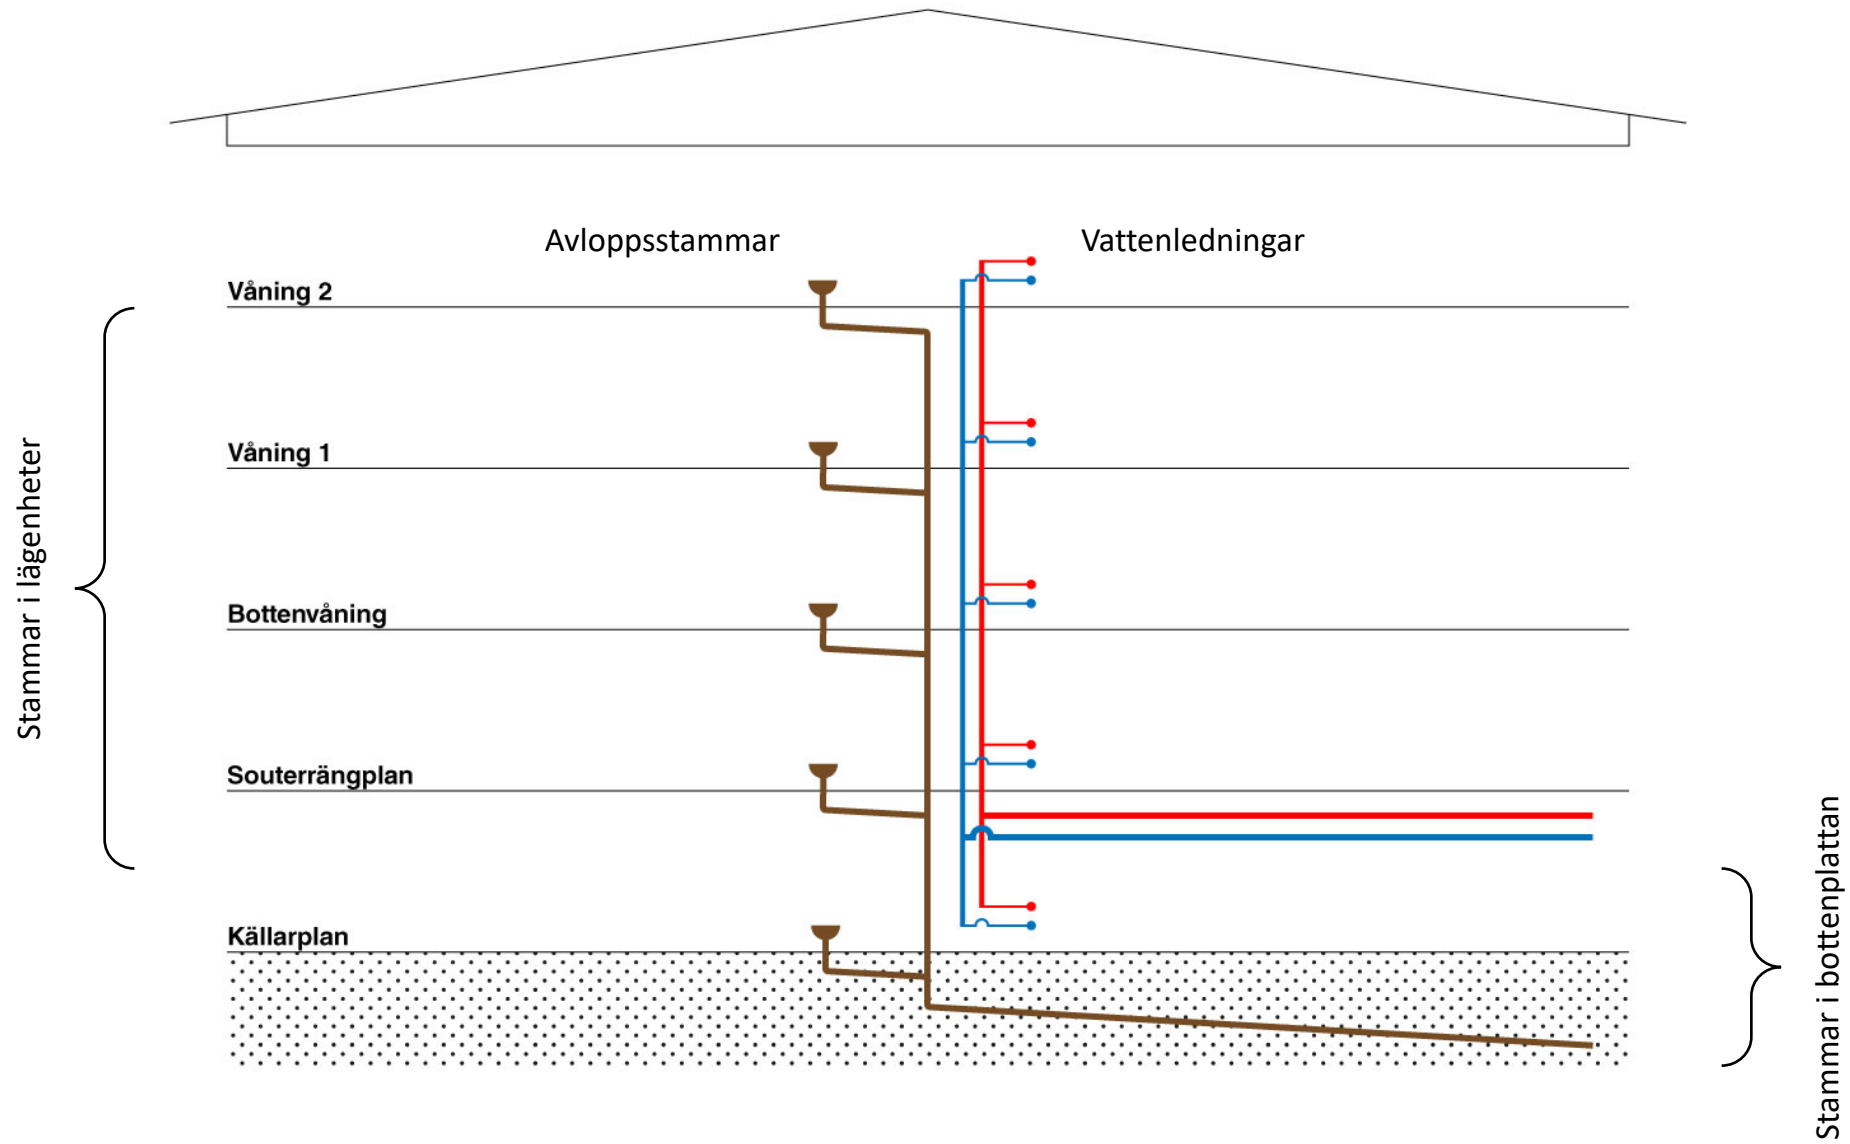 Avloppsstammar
Vattenledningar
Våning 2
Våning 1
Bottenvåning
Souterrängplan
Källarplan
Stammar i lägenheter
Stammar i bottenplattan